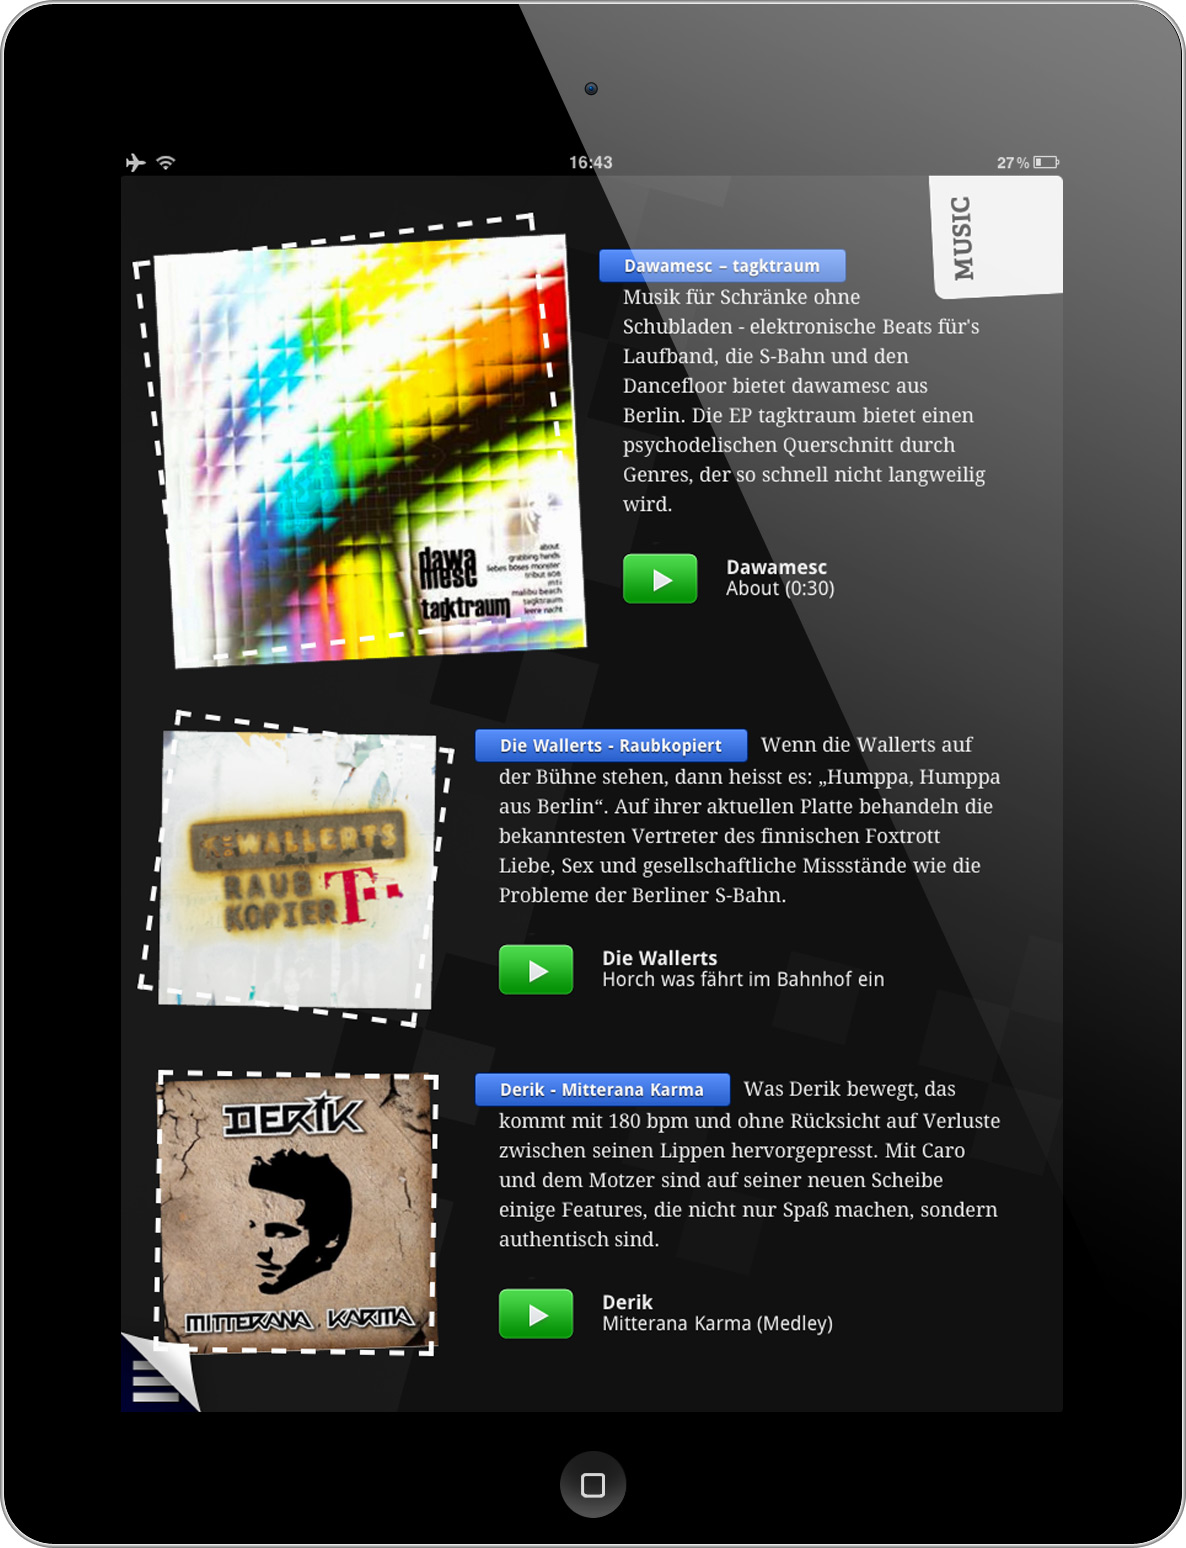 16:43
27%
MUSIC
Dawamesc – tagktraum
Musik für Schränke ohne
Schubladen - elektronische Beats für's
Laufband, die S-Bahn und den
Dancefloor bietet dawamesc aus
Berlin. Die EP tagktraum bietet einen
psychodelischen Querschnitt durch
Genres, der so schnell nicht langweilig
wird.
dawa
mesc
tagktraum
about
grabbing hands
liebes böses monster
tribut 808
mti
malibu beach
tagktraum
leere nacht
Dawamesc
About (0:30)
Die Wallerts - Raubkopiert Wenn die Wallerts auf
der Bühne stehen, dann heisst es: „Humppa, Humppa
aus Berlin“. Auf ihrer aktuellen Platte behandeln die
bekanntesten Vertreter des finnischen Foxtrott
Liebe, Sex und gesellschaftliche Missstände wie die
Probleme der Berliner S-Bahn.
WALLERTS
RAUB
KOPIERT
Die Wallerts
Horch was fährt im Bahnhof ein
Derik - Mitterana Karma Was Derik bewegt, das
kommt mit 180 bpm und ohne Rücksicht auf Verluste
zwischen seinen Lippen hervorgepresst. Mit Caro
und dem Motzer sind auf seiner neuen Scheibe
einige Features, die nicht nur Spaß machen, sondern
authentisch sind.
DERIK
MITTERANA . KARMA
Derik
Mitterana Karma (Medley)